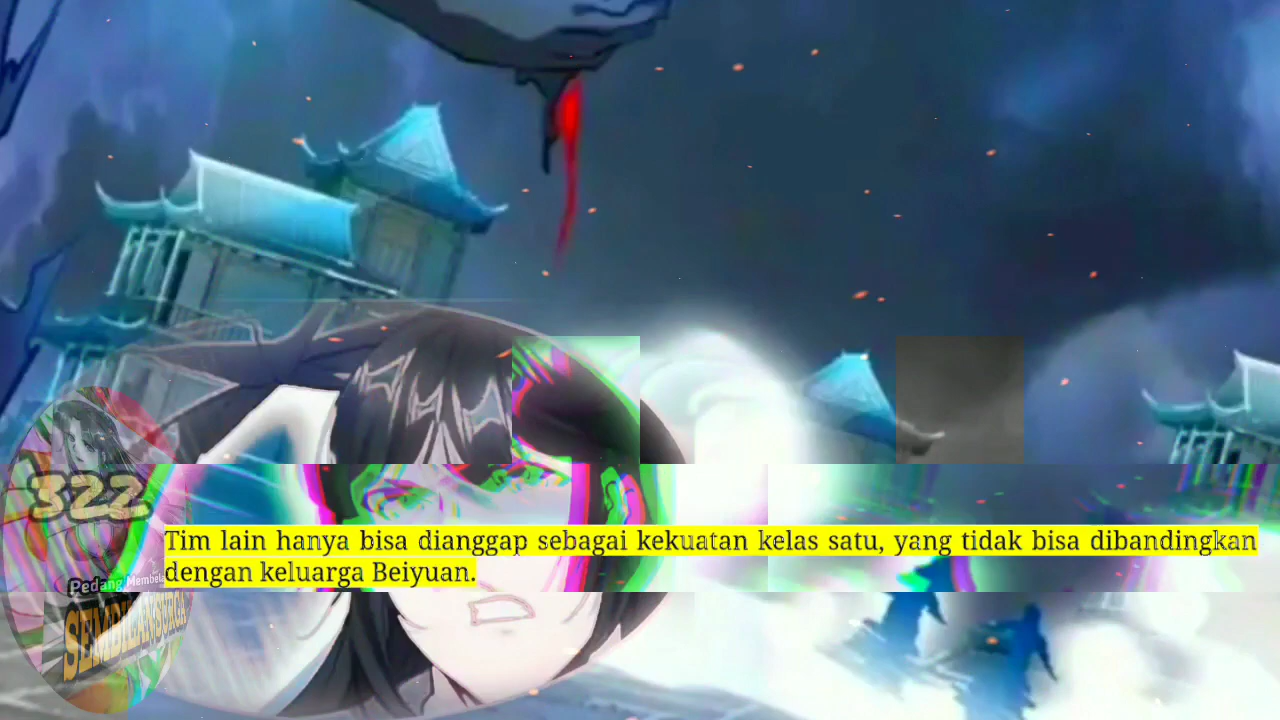 322
Tim lain hanya bisa dianggap sebagai kekuatan kelas satu, yang tidak bisa dibandingkan
dengan keluarga Beiyuan.
Pedang
SEMBILAN SURGA